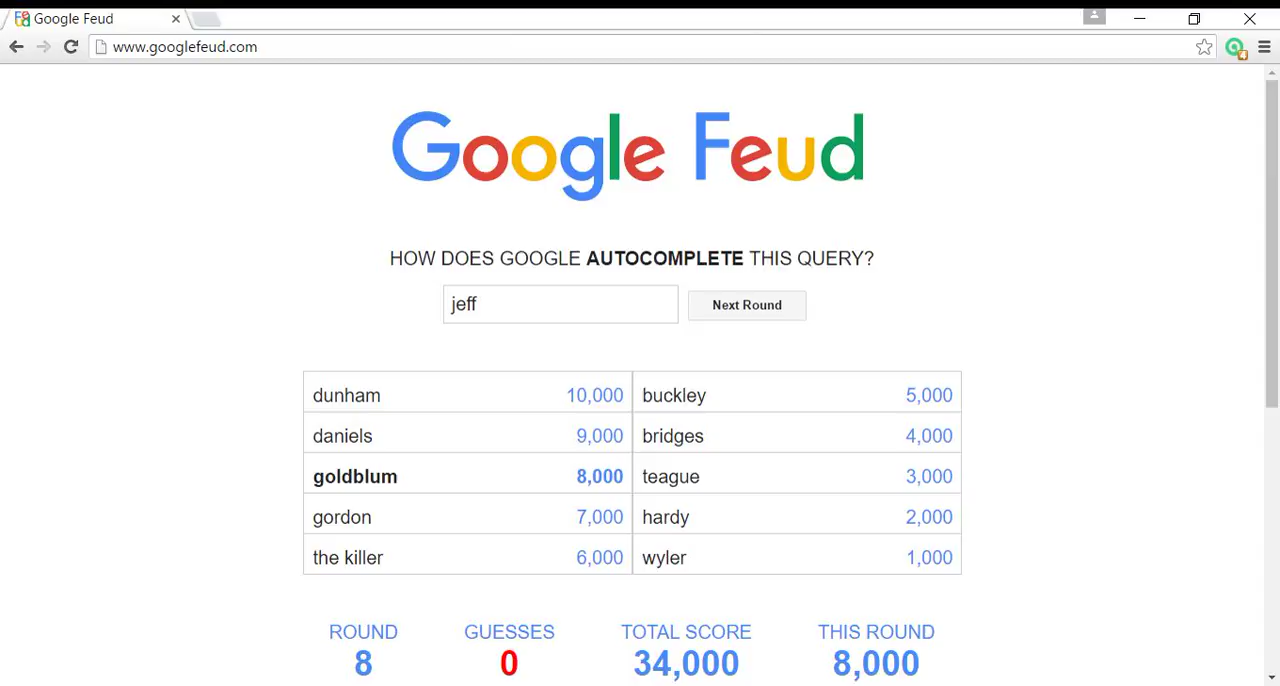 Google Feud
www.googlefeud.com
Google Feud
HOW DOES GOOGLE AUTOCOMPLETE THIS QUERY?
jeff Next Round
dunham 10,000 buckley 5,000
daniels 9,000 bridges 4,000
goldblum 8,000 teague 3,000
gordon 7,000 hardy 2,000
the killer 6,000 wyler 1,000
ROUND GUESSES TOTAL SCORE THIS ROUND
8 0 34,000 8,000